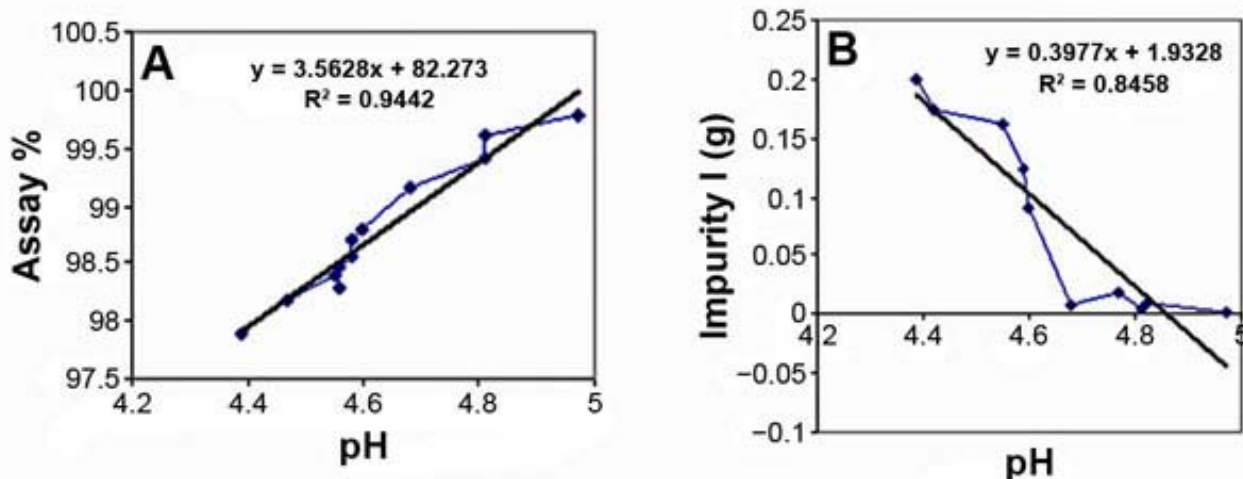 A
y = 3.5628x + 82.273
R² = 0.9442
Assay %
100.5
100
99.5
99
98.5
98
97.5
4.2 4.4 4.6 4.8 5
pH
B
y = 0.3977x + 1.9328
R² = 0.8458
Impurity I (g)
0.25
0.2
0.15
0.1
0.05
0
−0.05
−0.1
4.2 4.4 4.6 4.8 5
pH